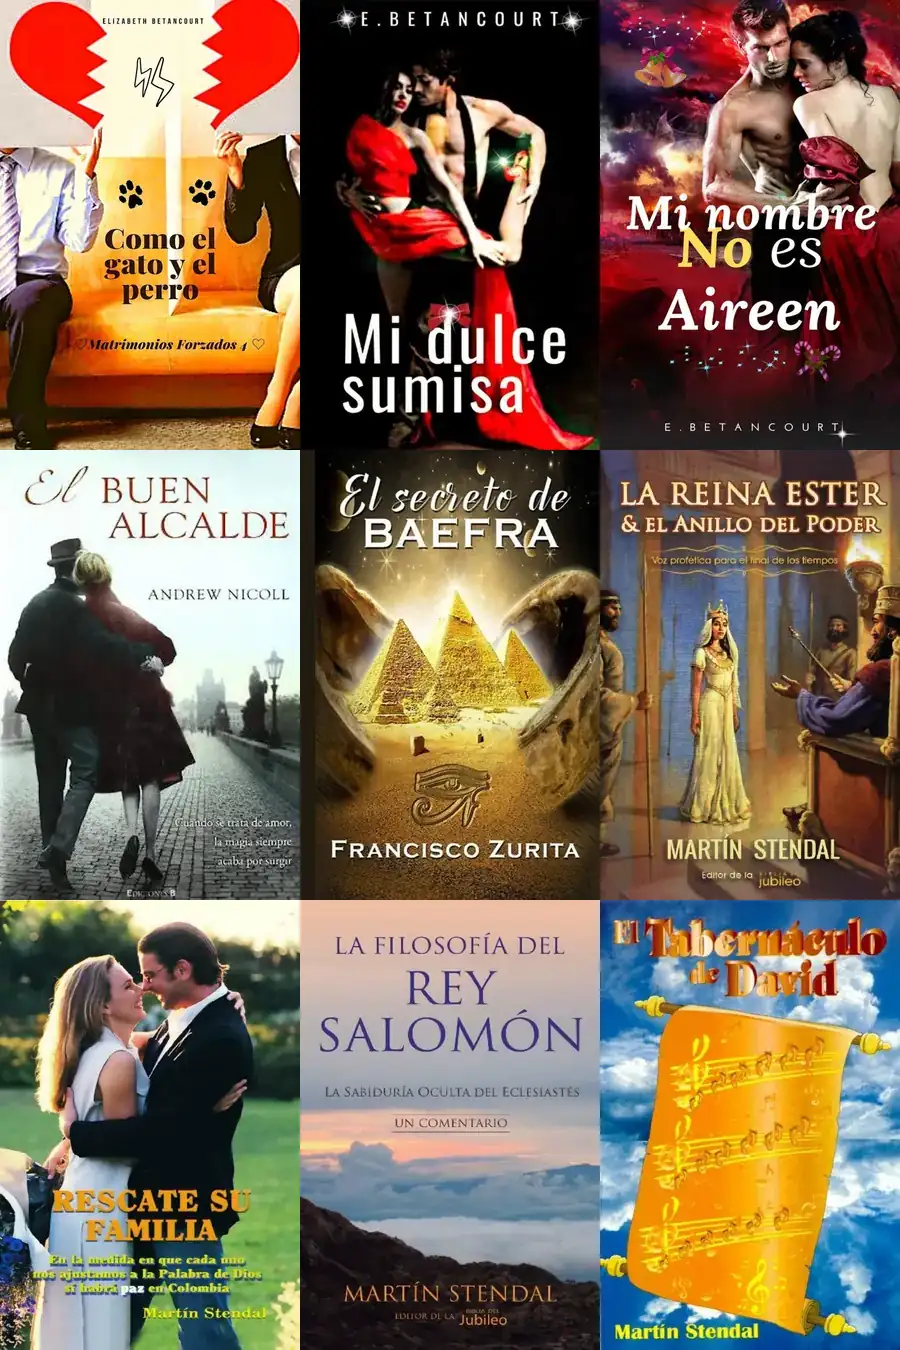 ELIZABETH BETANCOURT
Como el
gato y el
perro
♡Matrimonios Forzados 4 ♡
E.BETANCOURT
Mi dulce
sumisa
Mi nombre
No es
Aireen
E.BETANCOURT
El BUEN
ALCALDE
ANDREW NICOLL
Cuando se trata de amor,
la magia siempre
acaba por surgir
EDICIONES B
El secreto de
BAEFRA
FRANCISCO ZURITA
LA REINA ESTER
& EL ANILLO DEL PODER
Voz profética para el final de los tiempos
MARTÍN STENDAL
Editor de la BIBLIA DEL
jubileo
RESCATE SU
FAMILIA
En la medida en que cada uno
nos ajustamos a la Palabra de Dios
sí habrá paz en Colombia
Martín Stendal
LA FILOSOFÍA DEL
REY
SALOMÓN
LA SABIDURÍA OCULTA DEL ECLESIASTÉS
UN COMENTARIO
MARTÍN STENDAL
EDITOR DE LA BIBLIA DEL
Jubileo
El Tabernáculo
de David
Martín Stendal